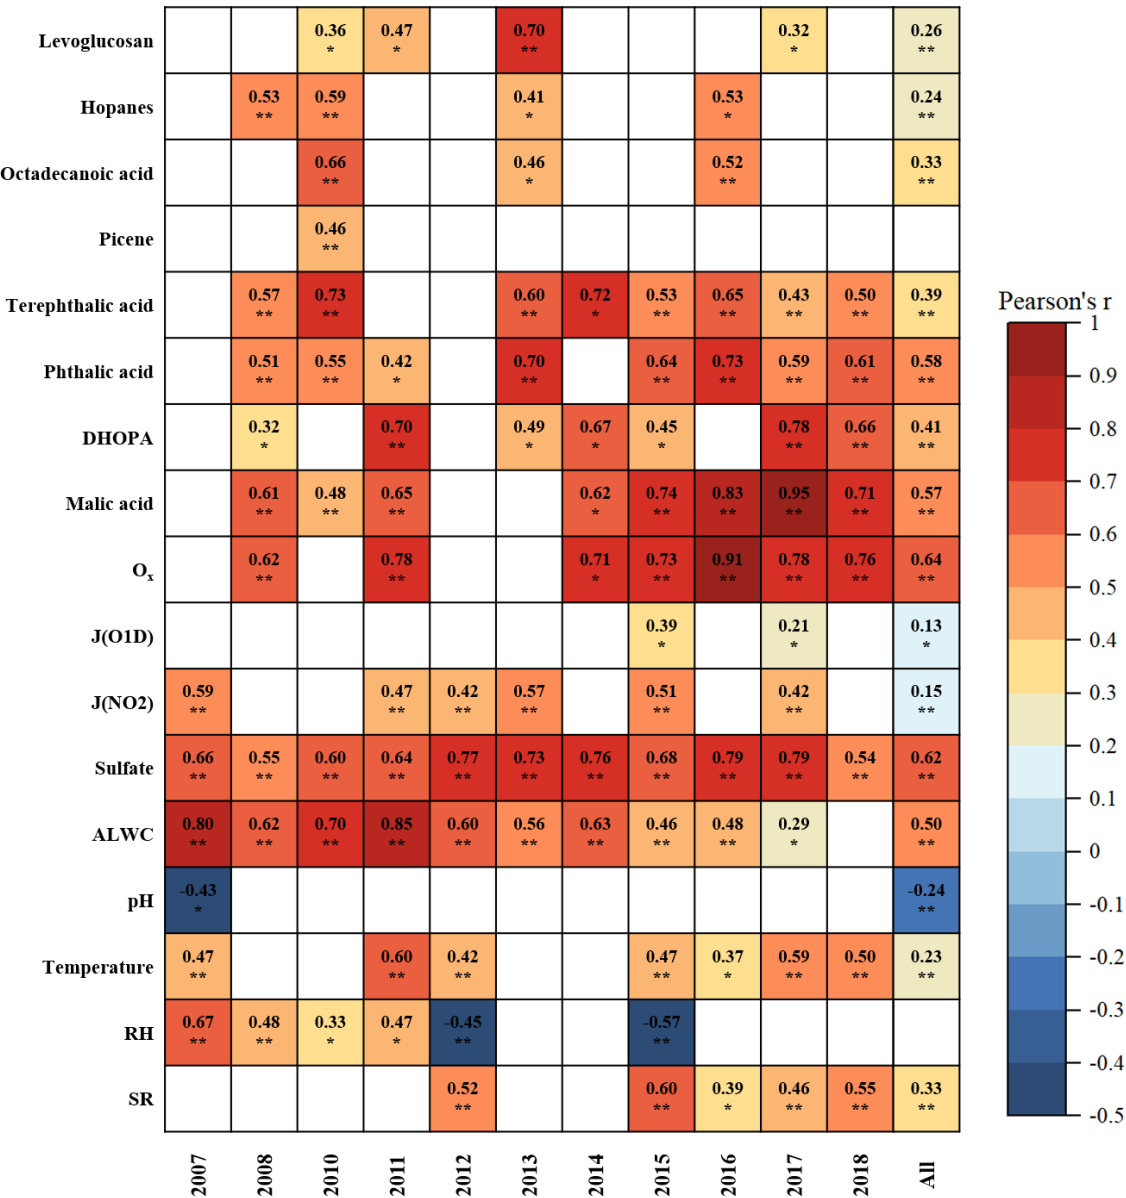 Levoglucosan 0.36 0.47 0.70 0.32 0.26
* * ** * **
Hopanes 0.53 0.59 0.41 0.53 0.24
** ** * * **
Octadecanoic acid 0.66 0.46 0.52 0.33
** * ** **
Picene 0.46
**
Terephthalic acid 0.57 0.73 0.60 0.72 0.53 0.65 0.43 0.50 0.39
** ** ** * ** ** ** ** **
Phthalic acid 0.51 0.55 0.42 0.70 0.64 0.73 0.59 0.61 0.58
** ** * ** ** ** ** ** **
DHOPA 0.32 0.70 0.49 0.67 0.45 0.78 0.66 0.41
* ** * * * ** ** **
Malic acid 0.61 0.48 0.65 0.62 0.74 0.83 0.95 0.71 0.57
** ** ** * ** ** ** ** **
Ox 0.62 0.78 0.71 0.73 0.91 0.78 0.76 0.64
** ** * ** ** ** ** **
J(O1D) 0.39 0.21 0.13
* * *
J(NO2) 0.59 0.47 0.42 0.57 0.51 0.42 0.15
** ** ** ** ** ** **
Sulfate 0.66 0.55 0.60 0.64 0.77 0.73 0.76 0.68 0.79 0.79 0.54 0.62
** ** ** ** ** ** ** ** ** ** ** **
ALWC 0.80 0.62 0.70 0.85 0.60 0.56 0.63 0.46 0.48 0.29 0.50
** ** ** ** ** ** ** ** ** * **
pH -0.43 -0.24
* **
Temperature 0.47 0.60 0.42 0.47 0.37 0.59 0.50 0.23
** ** ** ** * ** ** **
RH 0.67 0.48 0.33 0.47 -0.45 -0.57
** ** * * ** **
SR 0.52 0.60 0.39 0.46 0.55 0.33
** ** * ** ** **
2007 2008 2010 2011 2012 2013 2014 2015 2016 2017 2018 All
Pearson's r
1
0.9
0.8
0.7
0.6
0.5
0.4
0.3
0.2
0.1
0
-0.1
-0.2
-0.3
-0.4
-0.5